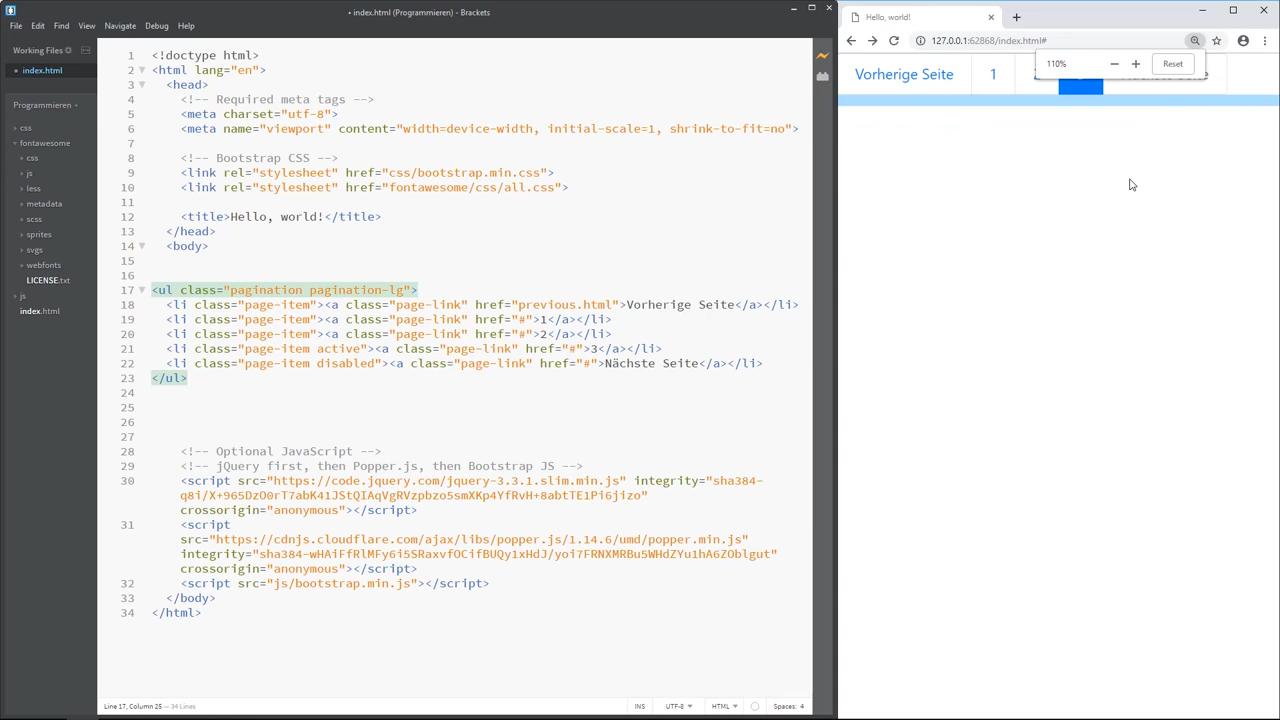 • index.html (Programmieren) - Brackets
File Edit Find View Navigate Debug Help
Working Files
• index.html
Programmieren
css
fontawesome
css
js
less
metadata
scss
sprites
svgs
webfonts
LICENSE.txt
js
index.html
1 <!doctype html>
2 <html lang="en">
3 <head>
4 <!-- Required meta tags -->
5 <meta charset="utf-8">
6 <meta name="viewport" content="width=device-width, initial-scale=1, shrink-to-fit=no">
7
8 <!-- Bootstrap CSS -->
9 <link rel="stylesheet" href="css/bootstrap.min.css">
10 <link rel="stylesheet" href="fontawesome/css/all.css">
11
12 <title>Hello, world!</title>
13 </head>
14 <body>
15
16
17 <ul class="pagination pagination-lg">
18 <li class="page-item"><a class="page-link" href="previous.html">Vorherige Seite</a></li>
19 <li class="page-item"><a class="page-link" href="#">1</a></li>
20 <li class="page-item"><a class="page-link" href="#">2</a></li>
21 <li class="page-item active"><a class="page-link" href="#">3</a></li>
22 <li class="page-item disabled"><a class="page-link" href="#">Nächste Seite</a></li>
23 </ul>
24
25
26
27
28 <!-- Optional JavaScript -->
29 <!-- jQuery first, then Popper.js, then Bootstrap JS -->
30 <script src="https://code.jquery.com/jquery-3.3.1.slim.min.js" integrity="sha384-
q8i/X+965DzO0rT7abK41JStQIAqVgRVzpbzo5smXKp4YfRvH+8abtTE1Pi6jizo"
crossorigin="anonymous"></script>
31 <script
src="https://cdnjs.cloudflare.com/ajax/libs/popper.js/1.14.6/umd/popper.min.js"
integrity="sha384-wHAiFfRlMFy6i5SRaxvfOCifBUQy1xHdJ/yoi7FRNXMRBu5WHdZYu1hA6ZOblgut"
crossorigin="anonymous"></script>
32 <script src="js/bootstrap.min.js"></script>
33 </body>
34 </html>
Line 17, Column 25 — 34 Lines
INS UTF-8 HTML Spaces: 4
Hello, world!
127.0.0.1:62868/index.html#
110% − + Reset
Vorherige Seite 1